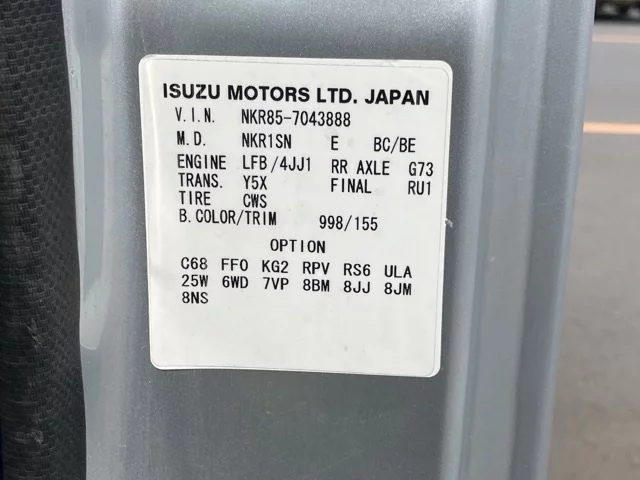 ISUZU MOTORS LTD. JAPAN
V.I.N. NKR85-7043888
M.D. NKR1SN E BC/BE
ENGINE LFB/4JJ1 RR AXLE G73
TRANS. Y5X FINAL RU1
TIRE CWS
B.COLOR/TRIM 998/155
OPTION
C68 FF0 KG2 RPV RS6 ULA
25W 6WD 7VP 8BM 8JJ 8JM
8NS